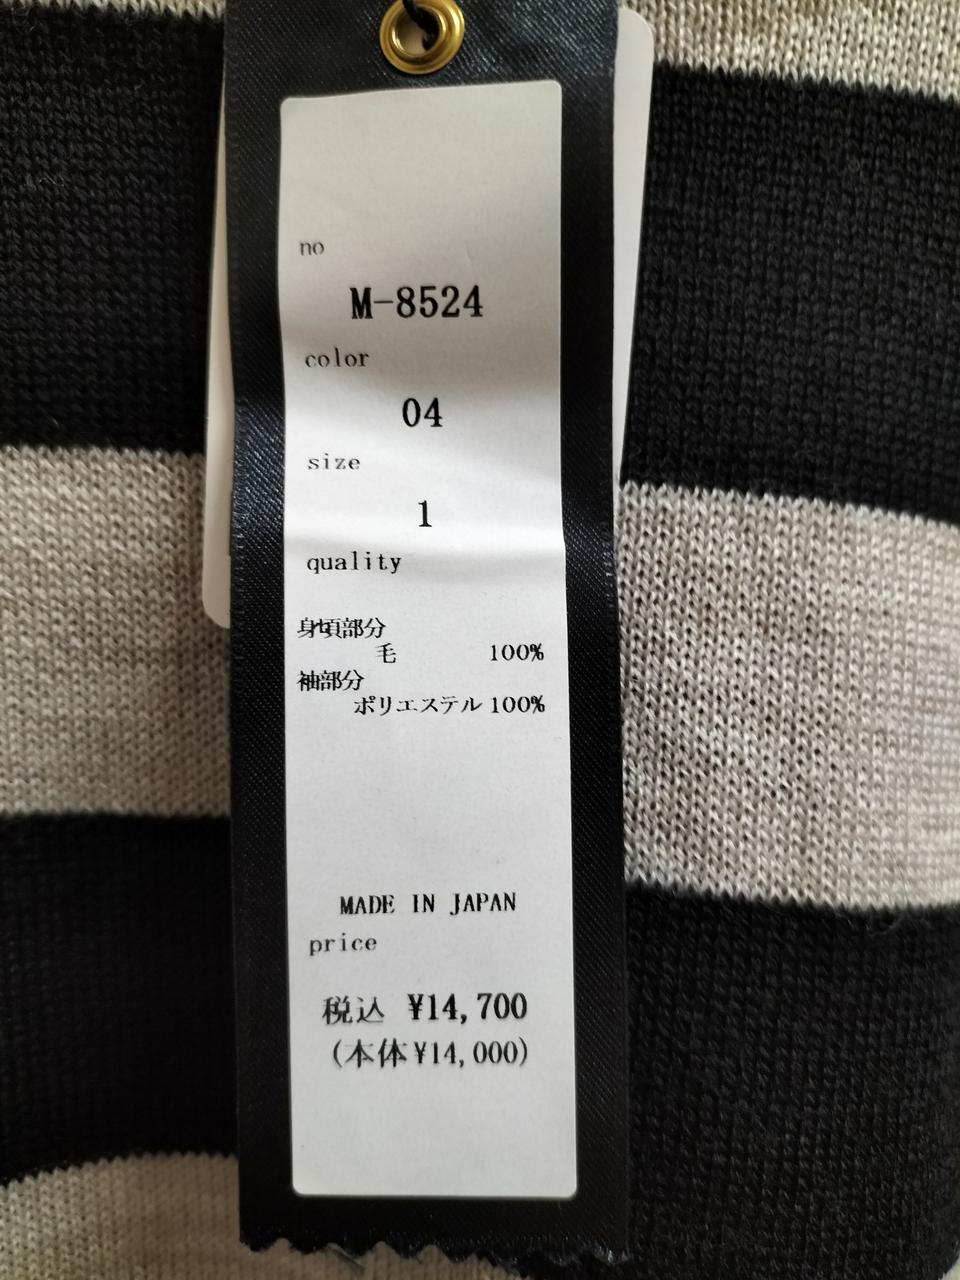 no
M-8524
color
04
size
1
quality
身頃部分
毛 100%
袖部分
ポリエステル 100%
MADE IN JAPAN
price
税込 ¥14,700
(本体¥14,000)